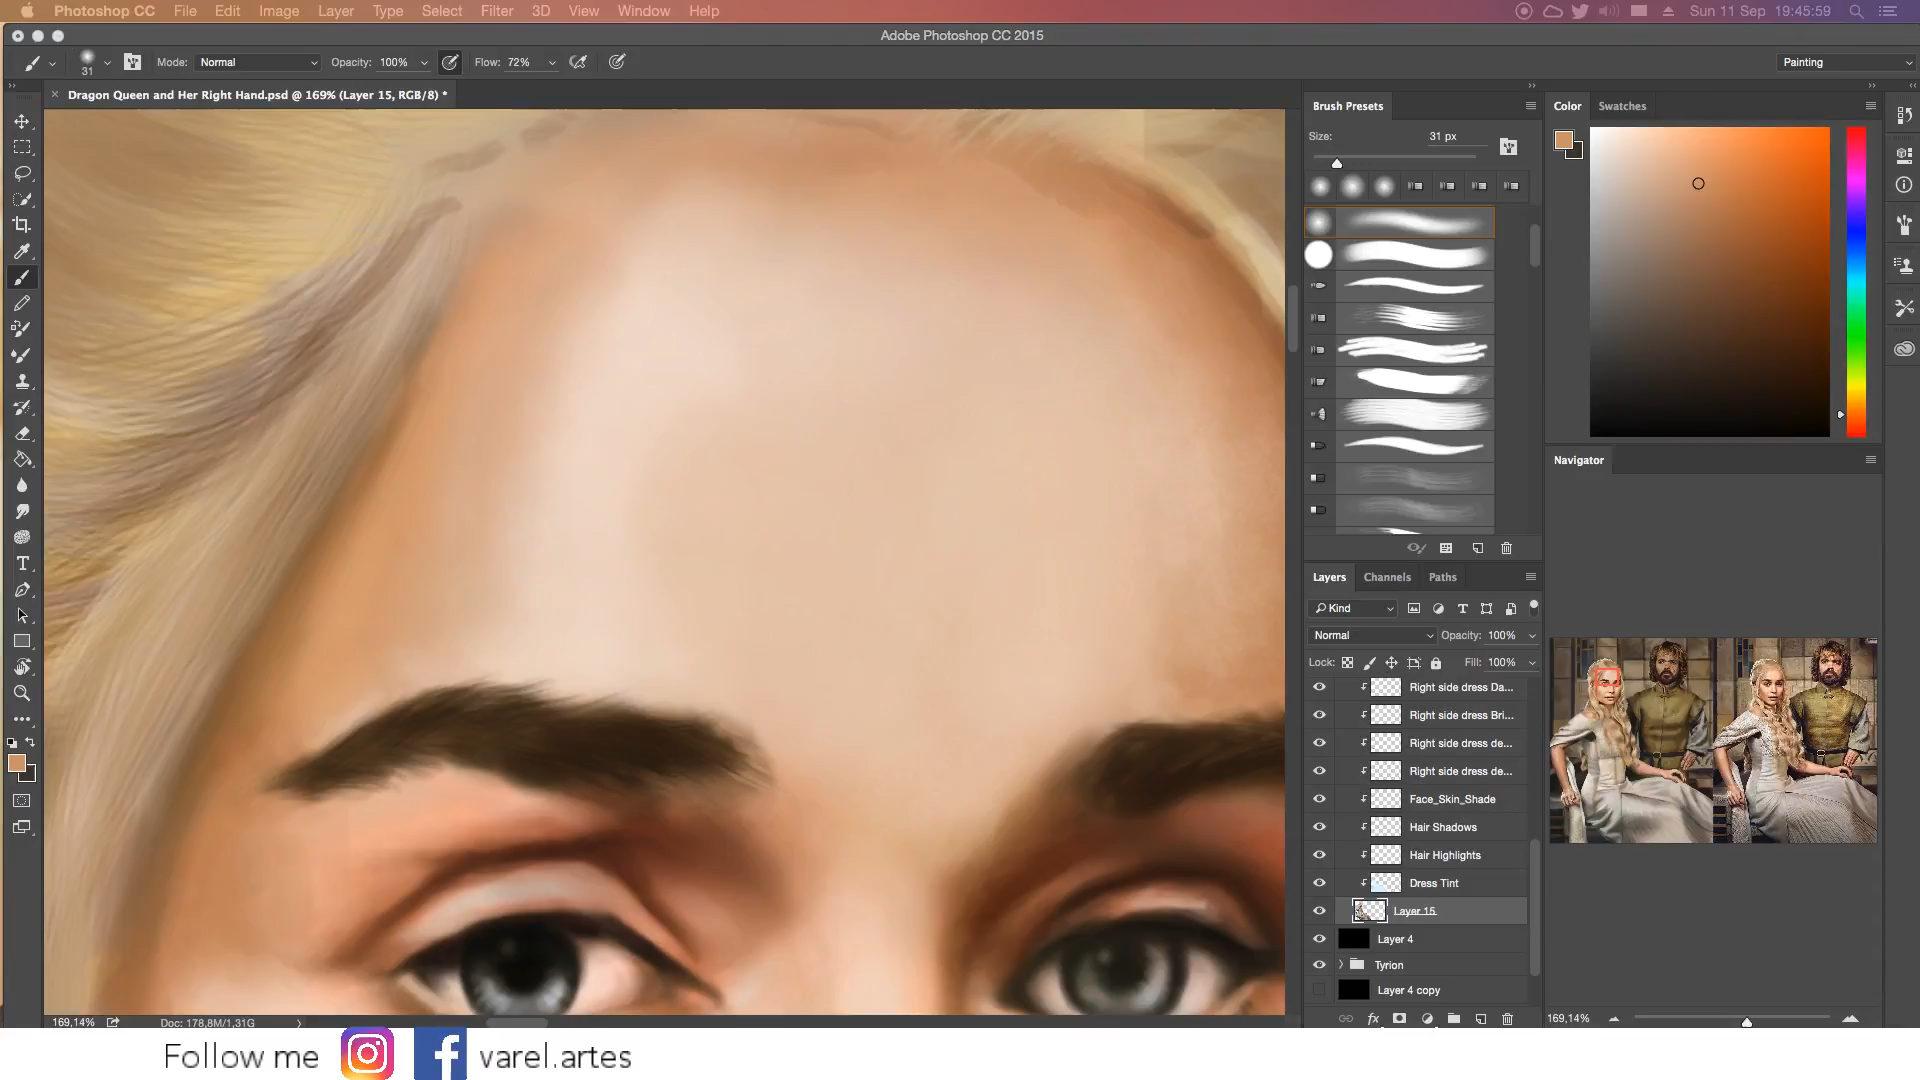 Photoshop CC File Edit Image Layer Type Select Filter 3D View Window Help Sun 11 Sep 19:45:59
Adobe Photoshop CC 2015
31 Mode: Normal Opacity: 100% Flow: 72% Painting
Dragon Queen and Her Right Hand.psd @ 169% (Layer 15, RGB/8) *
Brush Presets
Size: 31 px
Color Swatches
Navigator
Layers Channels Paths
Kind
Normal Opacity: 100%
Lock: Fill: 100%
Right side dress Da...
Right side dress Bri...
Right side dress de...
Right side dress de...
Face_Skin_Shade
Hair Shadows
Hair Highlights
Dress Tint
Layer 15
Layer 4
Tyrion
Layer 4 copy
169,14% Doc: 178,8M/1,31G
169,14%
Follow me varel.artes